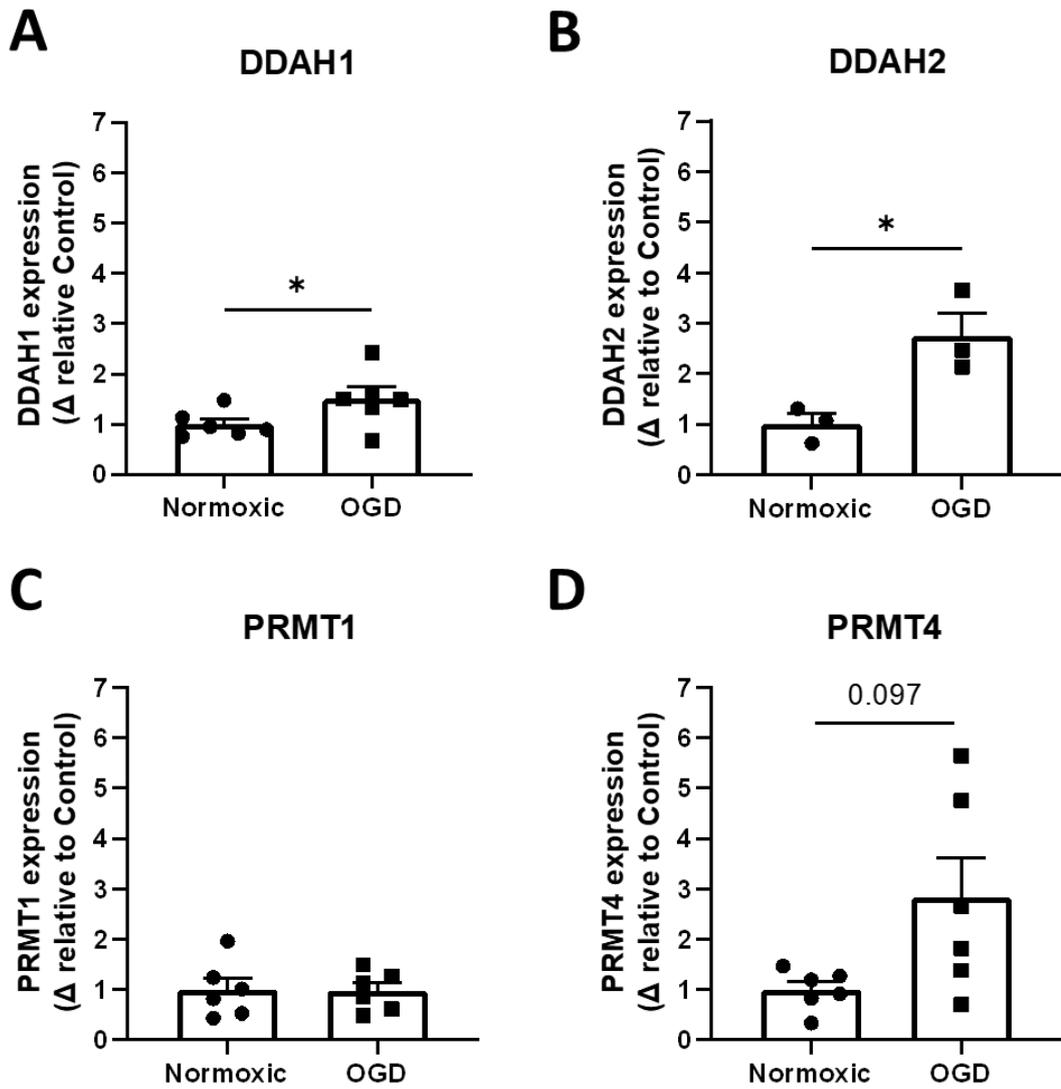 A
DDAH1
DDAH1 expression
(Δ relative Control)
7
6
5
4
3
2
1
0
*
Normoxic OGD
B
DDAH2
DDAH2 expression
(Δ relative to Control)
7
6
5
4
3
2
1
0
*
Normoxic OGD
C
PRMT1
PRMT1 expression
(Δ relative to Control)
7
6
5
4
3
2
1
0
Normoxic OGD
D
PRMT4
PRMT4 expression
(Δ relative to Control)
7
6
5
4
3
2
1
0
0.097
Normoxic OGD